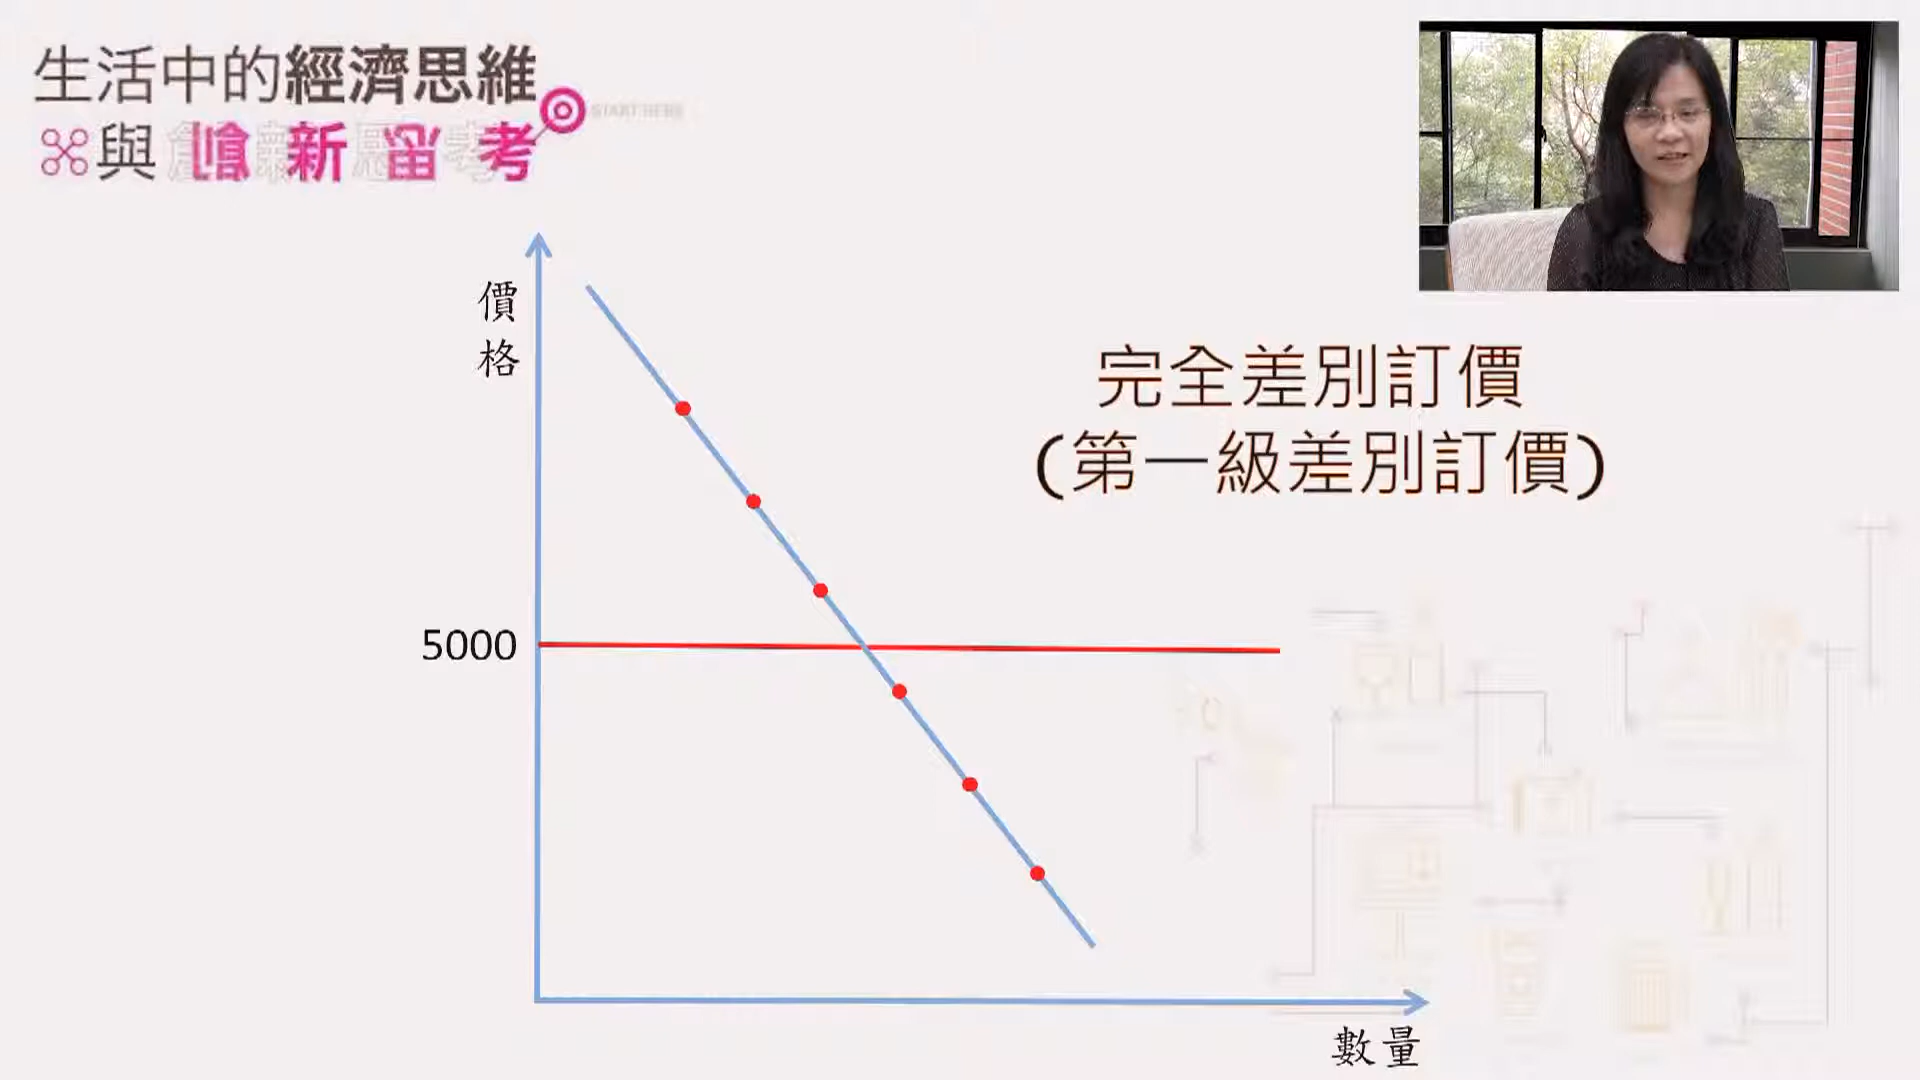 生活中的經濟思維
與 新 考
START HERE
價格
完全差別訂價
(第一級差別訂價)
5000
數量